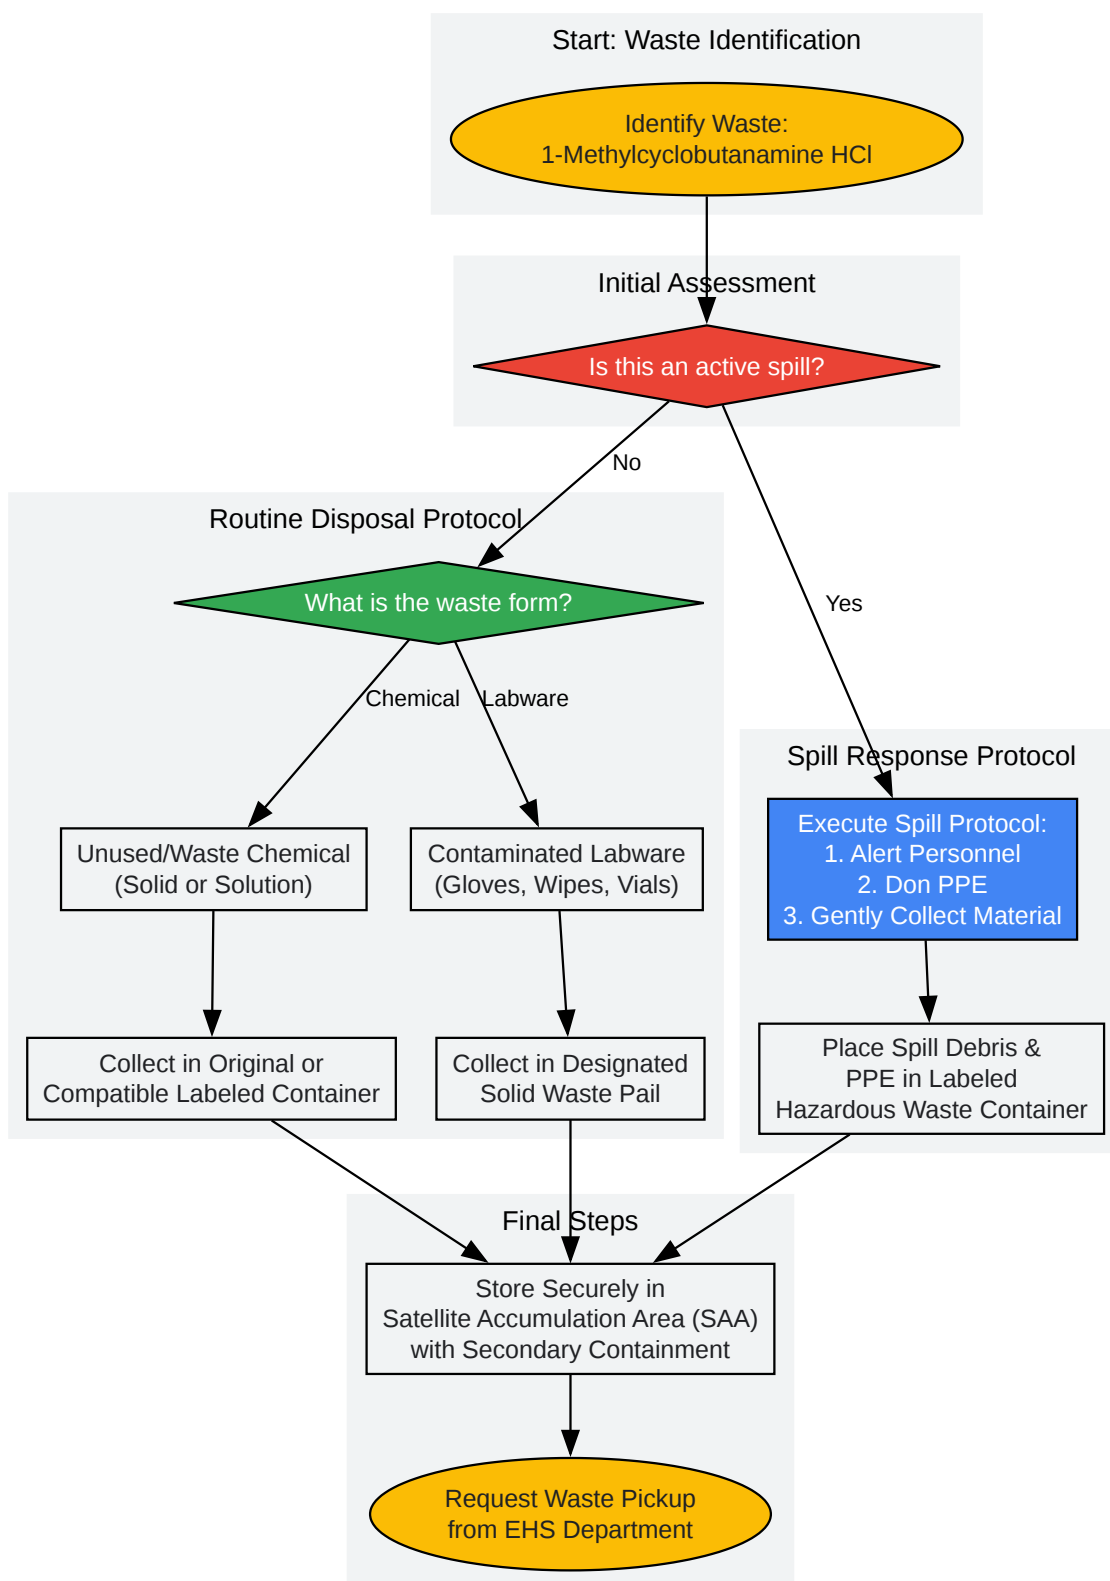 Start: Waste Identification
Identify Waste:
1-Methylcyclobutanamine HCl
Initial Assessment
Is this an active spill?
No
Routine Disposal Protocol
What is the waste form?
Yes
Chemical
Labware
Spill Response Protocol
Execute Spill Protocol:
1. Alert Personnel
2. Don PPE
3. Gently Collect Material
Unused/Waste Chemical
(Solid or Solution)
Contaminated Labware
(Gloves, Wipes, Vials)
Collect in Original or
Compatible Labeled Container
Collect in Designated
Solid Waste Pail
Place Spill Debris &
PPE in Labeled
Hazardous Waste Container
Final Steps
Store Securely in
Satellite Accumulation Area (SAA)
with Secondary Containment
Request Waste Pickup
from EHS Department